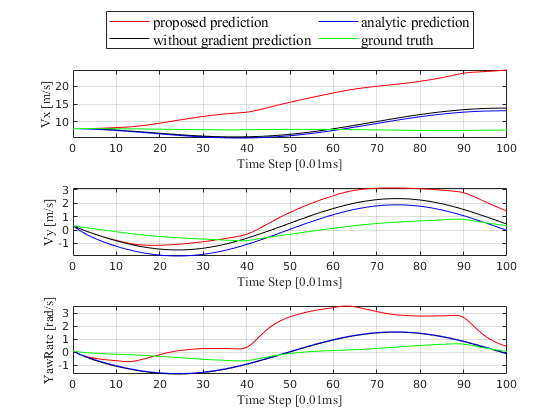 proposed prediction analytic prediction
without gradient prediction ground truth
Vx [m/s]
20
15
10
0 10 20 30 40 50 60 70 80 90 100
Time Step [0.01ms]
Vy [m/s]
3
2
1
0
-1
0 10 20 30 40 50 60 70 80 90 100
Time Step [0.01ms]
YawRate [rad/s]
3
2
1
0
-1
0 10 20 30 40 50 60 70 80 90 100
Time Step [0.01ms]